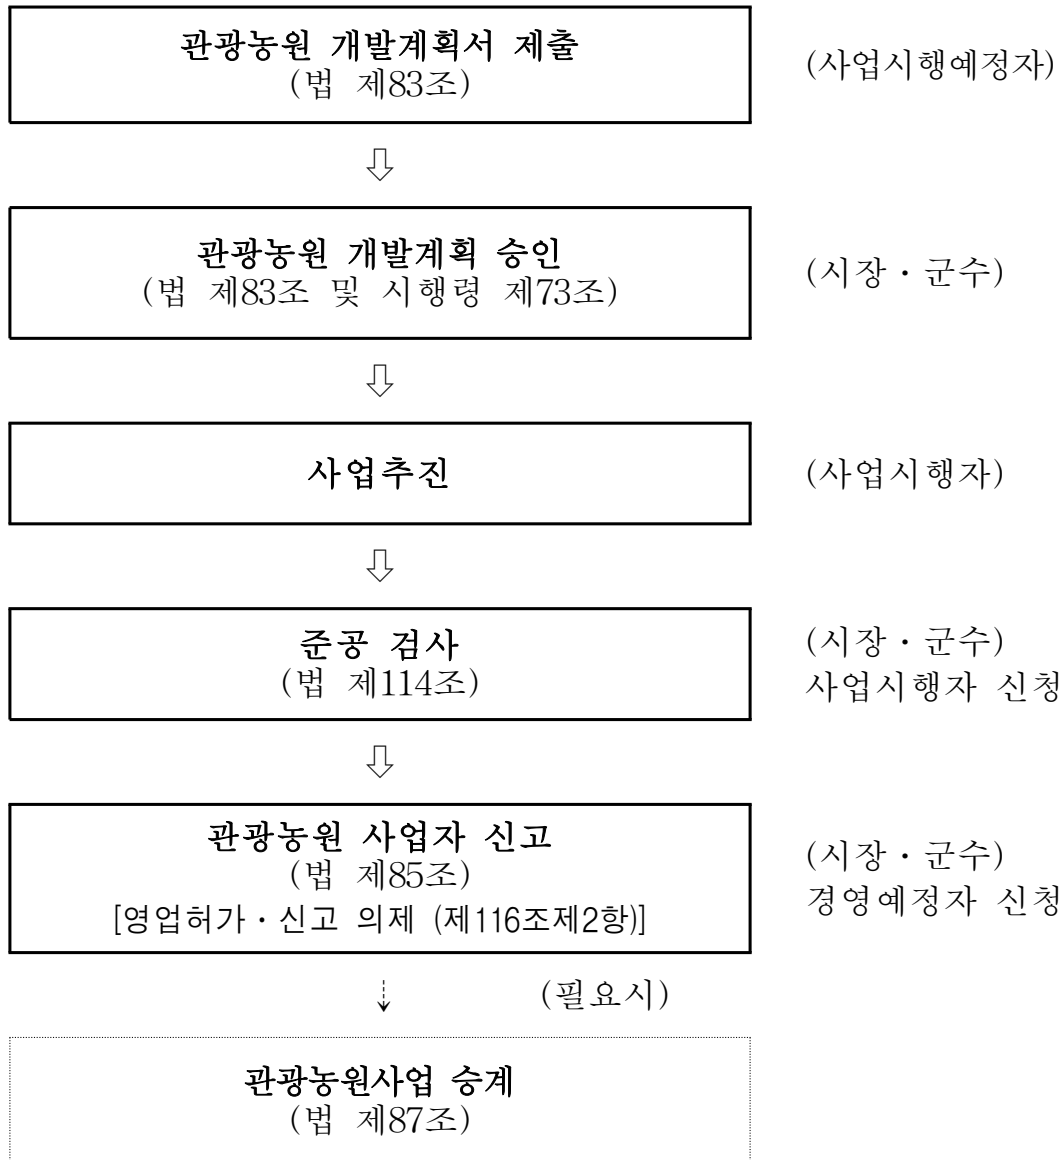 관광농원 개발계획서 제출
(법 제83조)
(사업시행예정자)
⇩
관광농원 개발계획 승인
(법 제83조 및 시행령 제73조)
(시장・군수)
⇩
사업추진
(사업시행자)
⇩
준공 검사
(법 제114조)
(시장・군수)
사업시행자 신청
⇩
관광농원 사업자 신고
(법 제85조)
[영업허가・신고 의제 (제116조제2항)]
(시장・군수)
경영예정자 신청
(필요시)
관광농원사업 승계
(법 제87조)